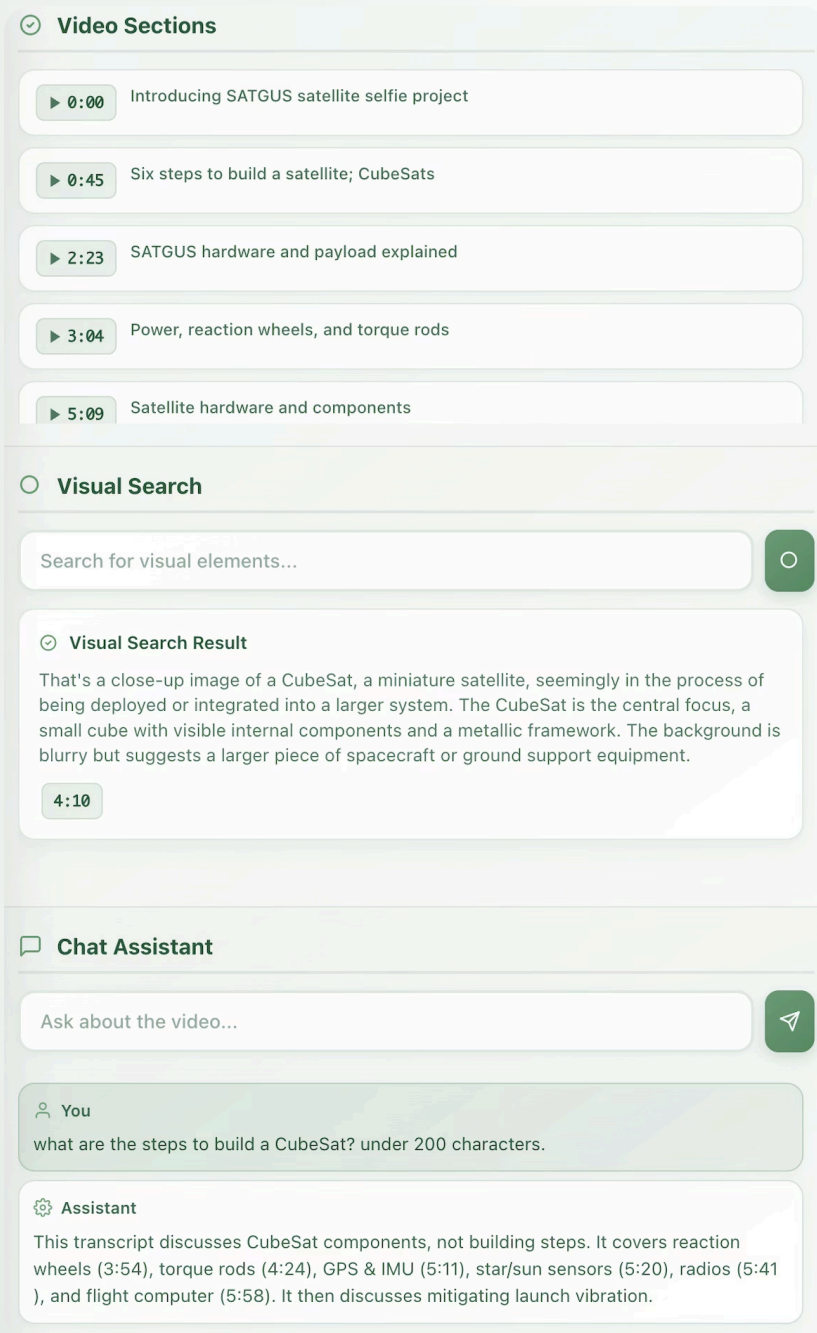 Video Sections
0:00 Introducing SATGUS satellite selfie project
0:45 Six steps to build a satellite; CubeSats
2:23 SATGUS hardware and payload explained
3:04 Power, reaction wheels, and torque rods
5:09 Satellite hardware and components
Visual Search
Search for visual elements...
Visual Search Result
That's a close-up image of a CubeSat, a miniature satellite, seemingly in the process of
being deployed or integrated into a larger system. The CubeSat is the central focus, a
small cube with visible internal components and a metallic framework. The background is
blurry but suggests a larger piece of spacecraft or ground support equipment.
4:10
Chat Assistant
Ask about the video...
You
what are the steps to build a CubeSat? under 200 characters.
Assistant
This transcript discusses CubeSat components, not building steps. It covers reaction
wheels (3:54), torque rods (4:24), GPS & IMU (5:11), star/sun sensors (5:20), radios (5:41
), and flight computer (5:58). It then discusses mitigating launch vibration.